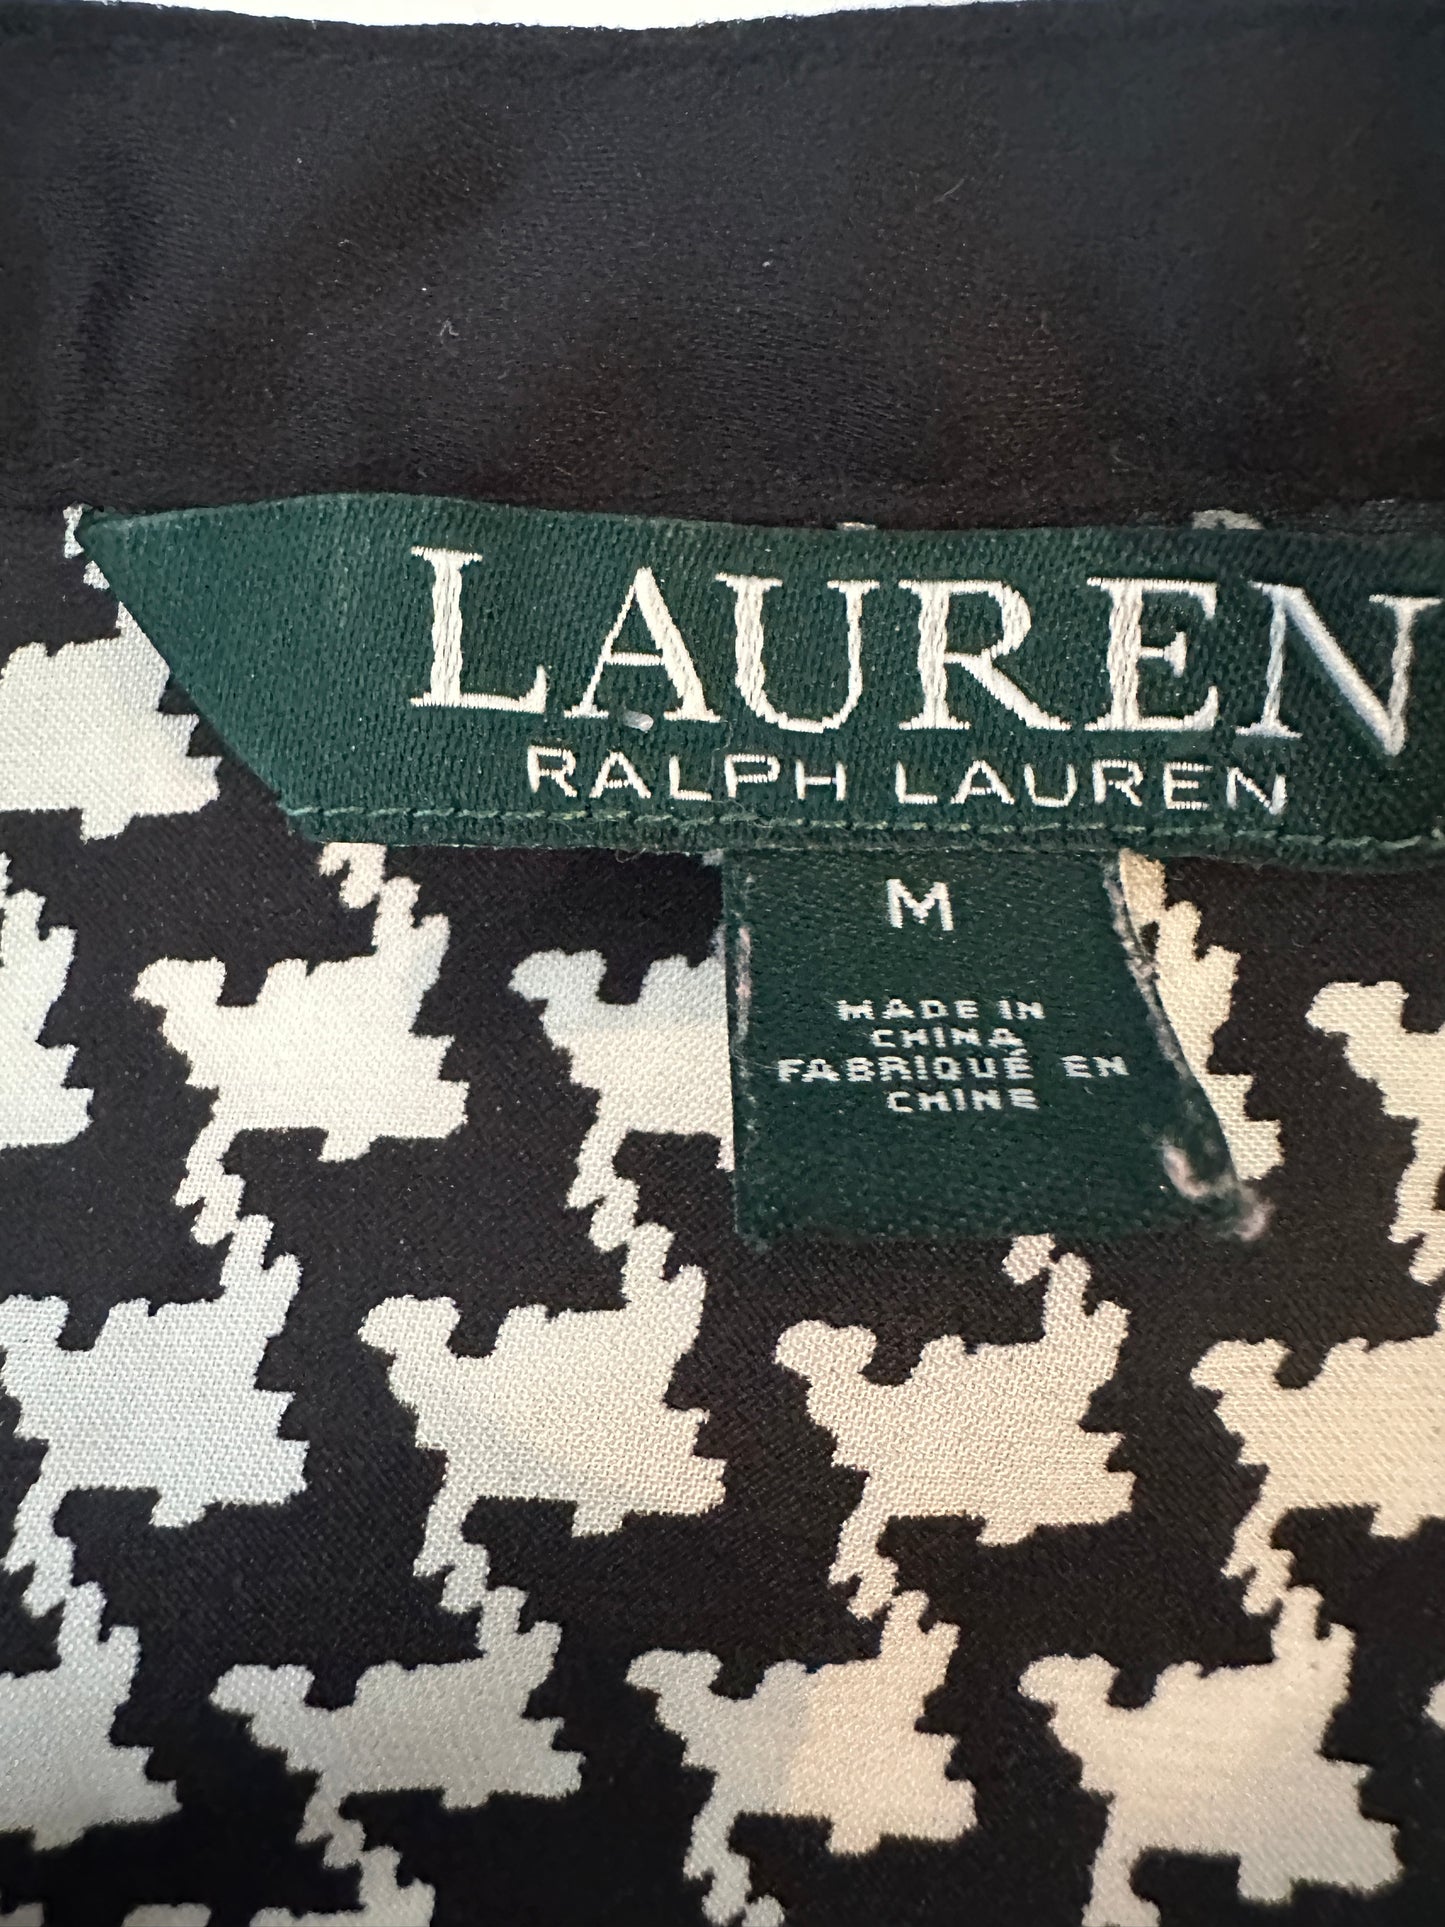 LAUREN
RALPH LAUREN
M
MADE IN
CHINA
FABRIQUÉ EN
CHINE